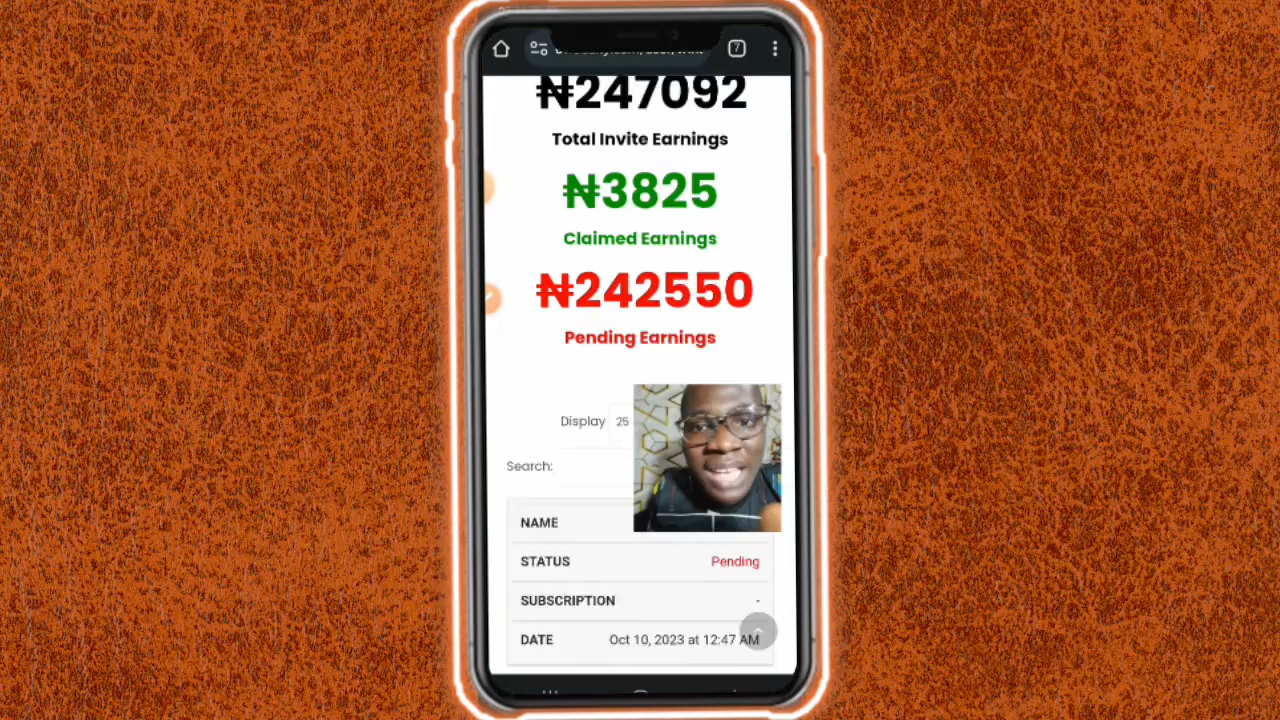 7
₦247092
Total Invite Earnings
₦3825
Claimed Earnings
₦242550
Pending Earnings
Display 25
Search:
NAME
STATUS Pending
SUBSCRIPTION -
DATE Oct 10, 2023 at 12:47 AM